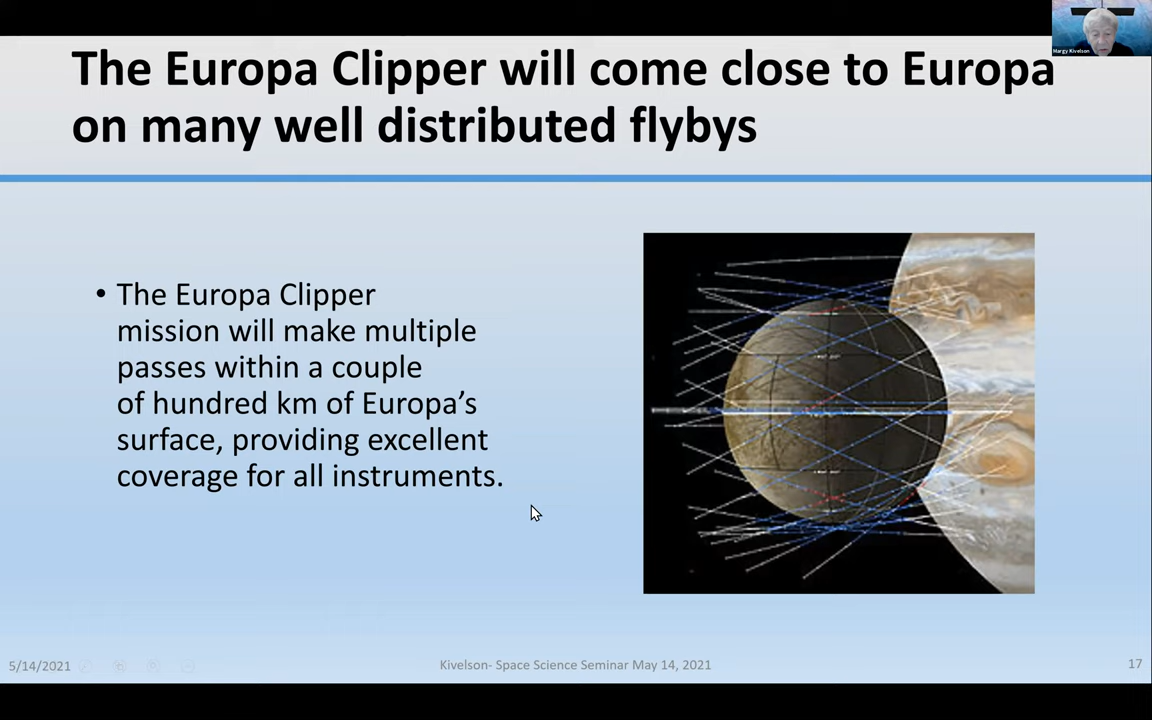 The Europa Clipper will come close to Europa
on many well distributed flybys
Margy Kivelson
• The Europa Clipper
mission will make multiple
passes within a couple
of hundred km of Europa’s
surface, providing excellent
coverage for all instruments.
5/14/2021
Kivelson- Space Science Seminar May 14, 2021
17